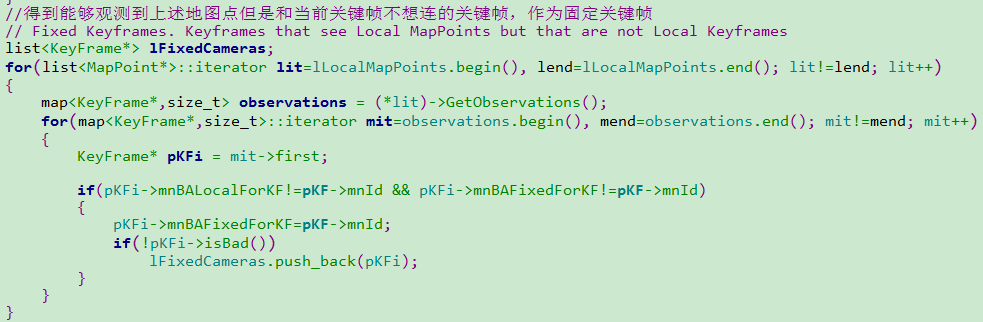 //得到能够观测到上述地图点但是和当前关键帧不想连的关键帧，作为固定关键帧
// Fixed Keyframes. Keyframes that see Local MapPoints but that are not Local Keyframes
list<KeyFrame*> lFixedCameras;
for(list<MapPoint*>::iterator lit=lLocalMapPoints.begin(), lend=lLocalMapPoints.end(); lit!=lend; lit++)
{
    map<KeyFrame*,size_t> observations = (*lit)->GetObservations();
    for(map<KeyFrame*,size_t>::iterator mit=observations.begin(), mend=observations.end(); mit!=mend; mit++)
    {
        KeyFrame* pKFi = mit->first;
        if(pKFi->mnBALocalForKF!=pKF->mnId && pKFi->mnBAFixedForKF!=pKF->mnId)
        {
            pKFi->mnBAFixedForKF=pKF->mnId;
            if(!pKFi->isBad())
                lFixedCameras.push_back(pKFi);
        }
    }
}